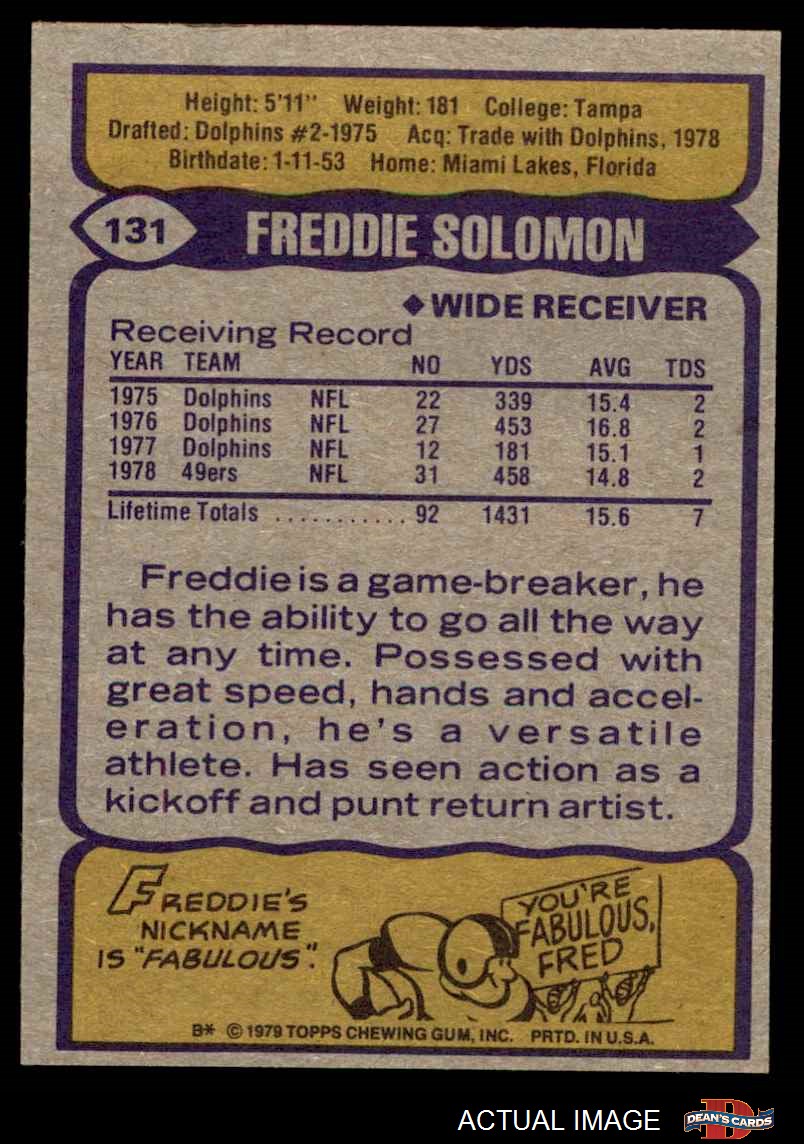 Height: 5'11" Weight: 181 College: Tampa
Drafted: Dolphins #2-1975 Acq: Trade with Dolphins, 1978
Birthdate: 1-11-53 Home: Miami Lakes, Florida
131 FREDDIE SOLOMON
◆WIDE RECEIVER
Receiving Record
YEAR TEAM NO YDS AVG TDS
1975 Dolphins NFL 22 339 15.4 2
1976 Dolphins NFL 27 453 16.8 2
1977 Dolphins NFL 12 181 15.1 1
1978 49ers NFL 31 458 14.8 2
Lifetime Totals ........... 92 1431 15.6 7
Freddie is a game-breaker, he
has the ability to go all the way
at any time. Possessed with
great speed, hands and accel-
eration, he's a versatile
athlete. Has seen action as a
kickoff and punt return artist.
FREDDIE'S
NICKNAME
IS "FABULOUS".
YOU'RE
FABULOUS,
FRED
B* © 1979 TOPPS CHEWING GUM, INC. PRTD. IN U.S.A.
ACTUAL IMAGE
D
DEAN'S CARDS